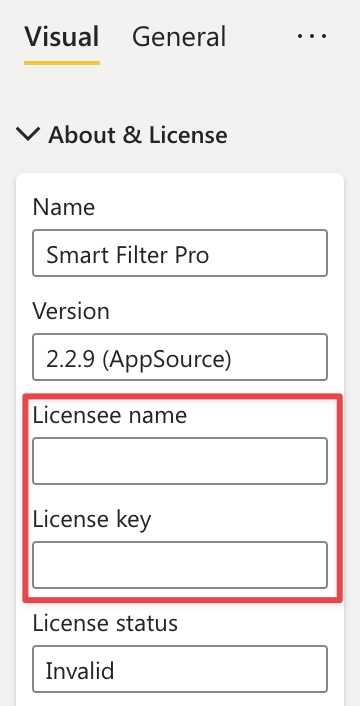 Visual General ...
About & License
Name
Smart Filter Pro
Version
2.2.9 (AppSource)
Licensee name
License key
License status
Invalid